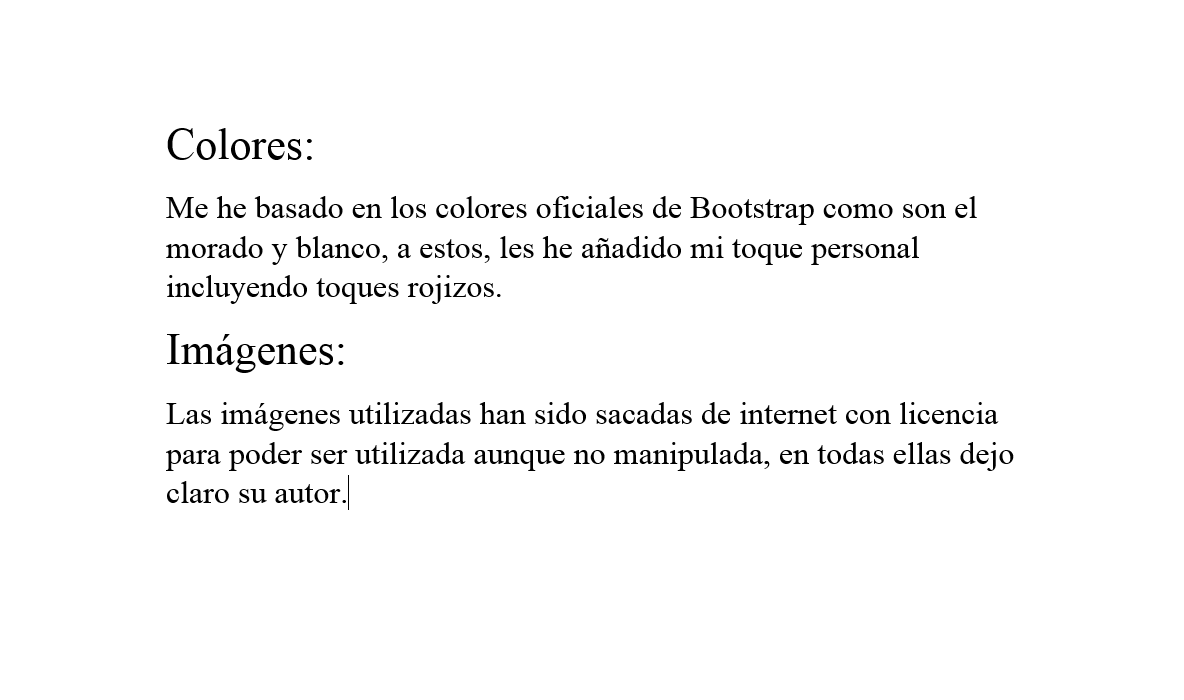 Colores:
Me he basado en los colores oficiales de Bootstrap como son el
morado y blanco, a estos, les he añadido mi toque personal
incluyendo toques rojizos.
Imágenes:
Las imágenes utilizadas han sido sacadas de internet con licencia
para poder ser utilizada aunque no manipulada, en todas ellas dejo
claro su autor.